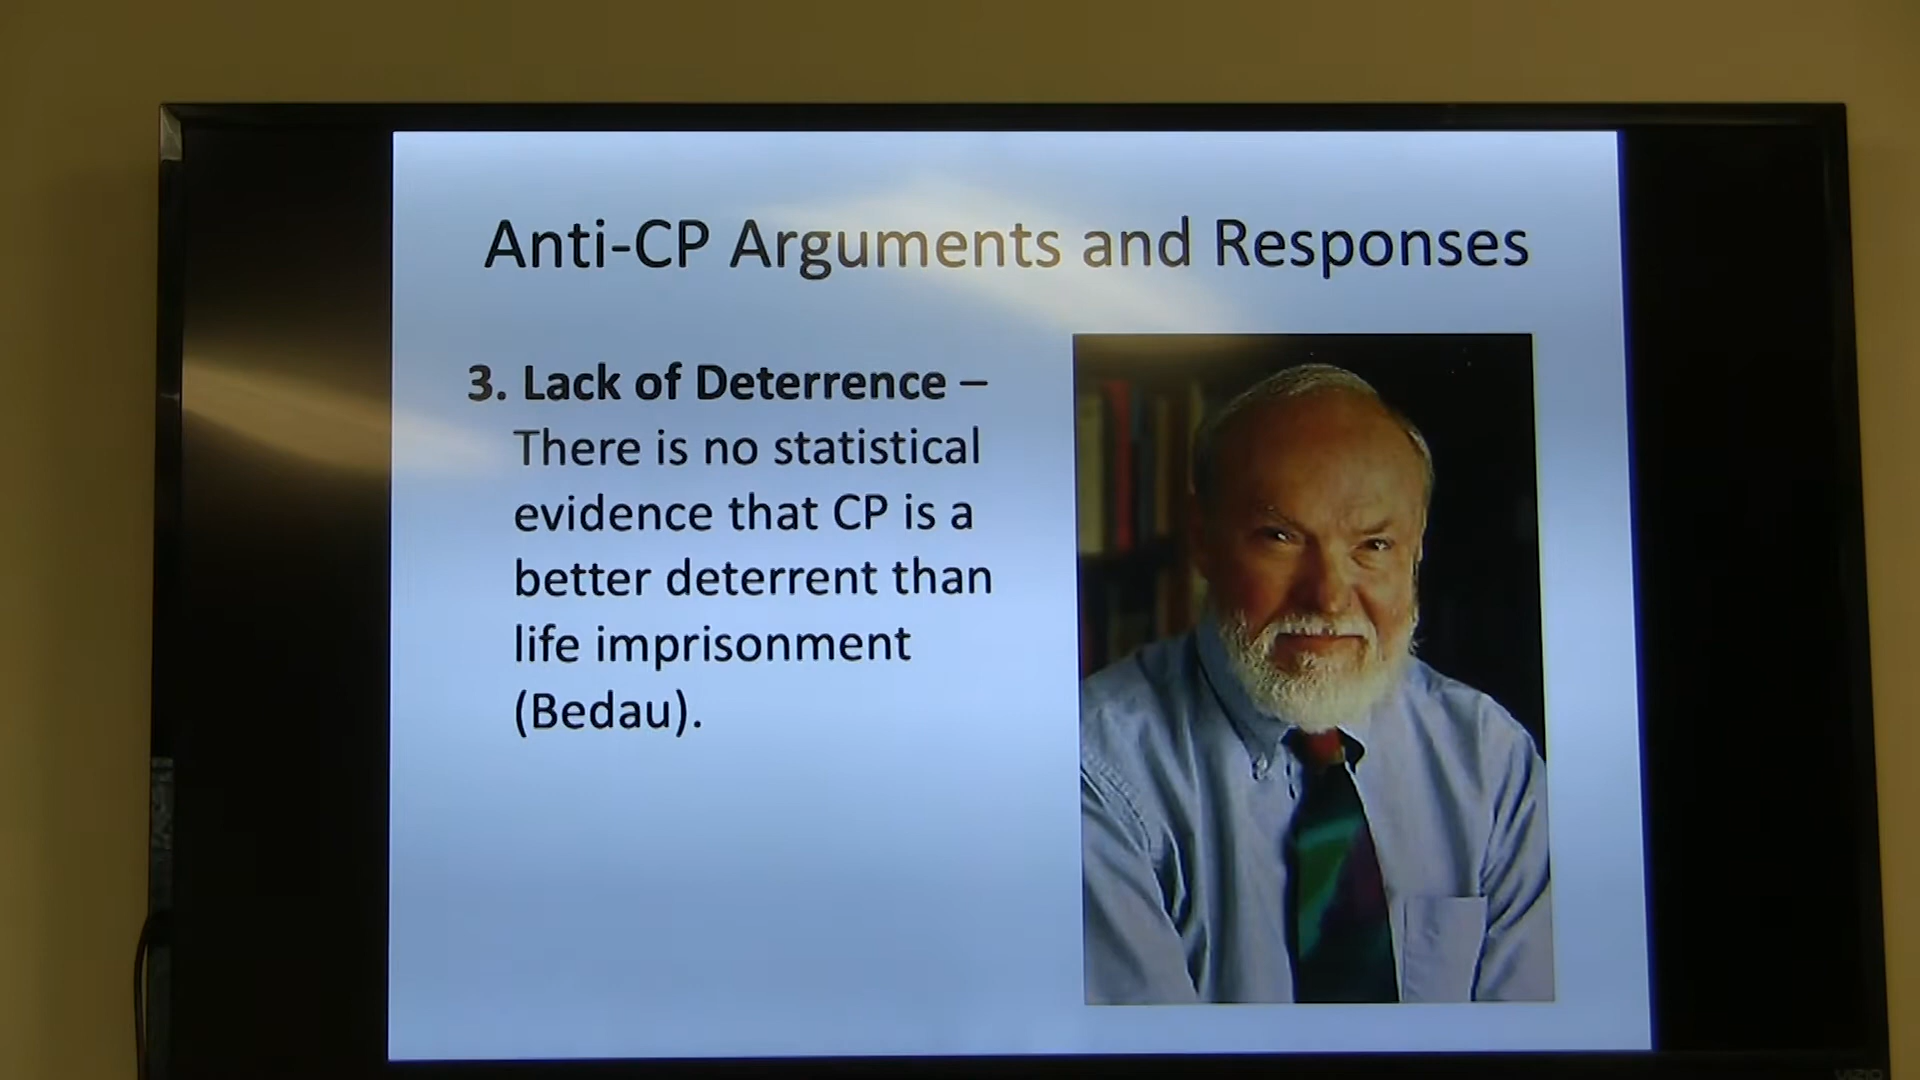 Anti-CP Arguments and Responses
3. Lack of Deterrence –
There is no statistical
evidence that CP is a
better deterrent than
life imprisonment
(Bedau).
VIZIO